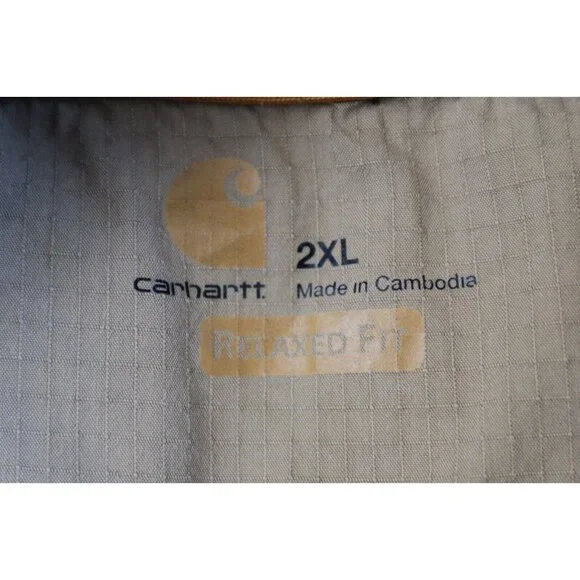 2XL
carhartt. Made in Cambodia
RELAXED FIT